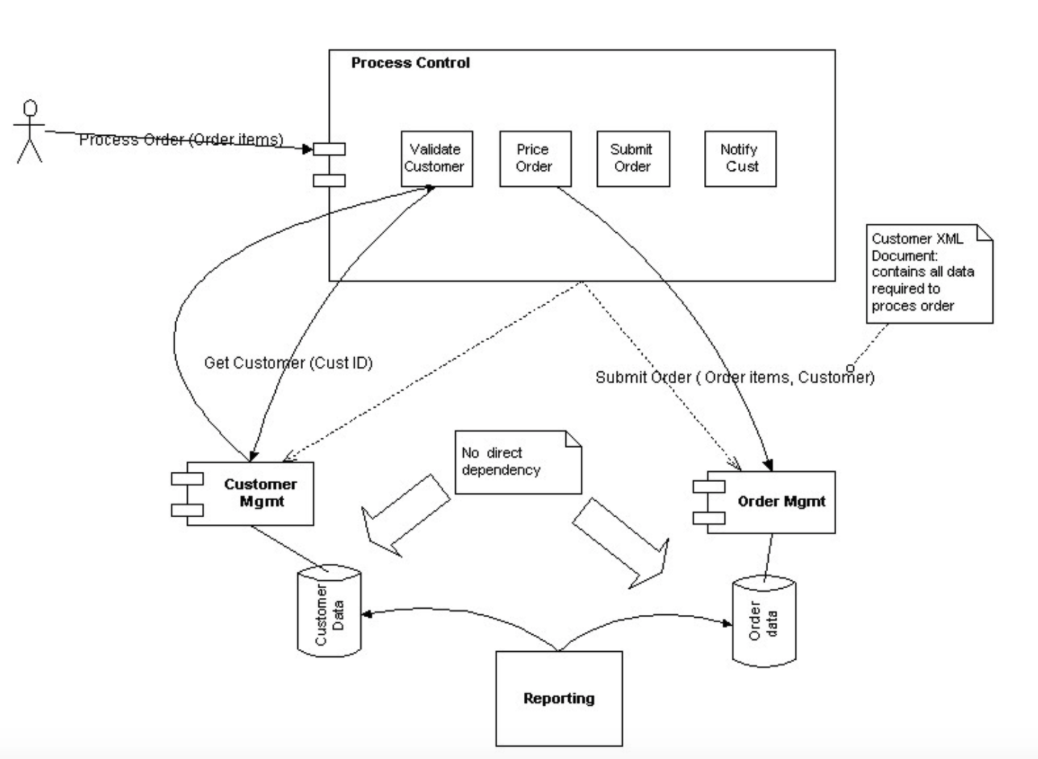 Process Control
Process Order (Order items)
Validate
Customer
Price
Order
Submit
Order
Notify
Cust
Customer XML
Document:
contains all data
required to
proces order
Get Customer (Cust ID)
Submit Order ( Order items, Customer)
No direct
dependency
Customer
Mgmt
Order Mgmt
Customer
Data
Order
data
Reporting